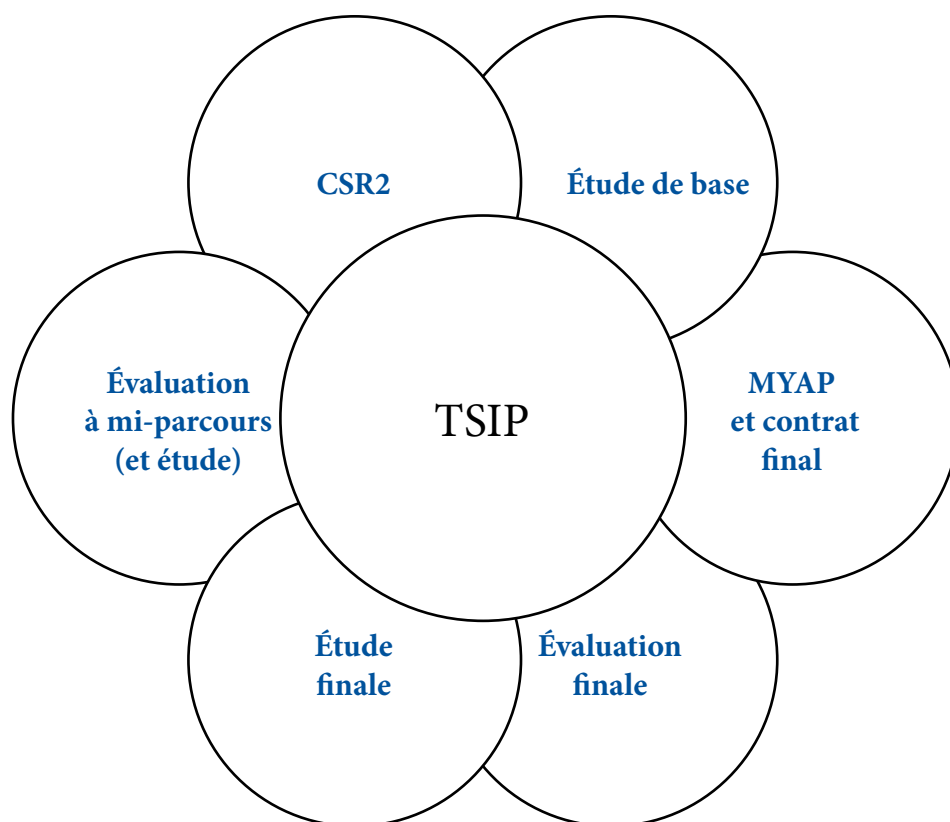 CSR2
Étude de base
Évaluation
à mi-parcours
(et étude)
TSIP
MYAP
et contrat
final
Étude
finale
Évaluation
finale